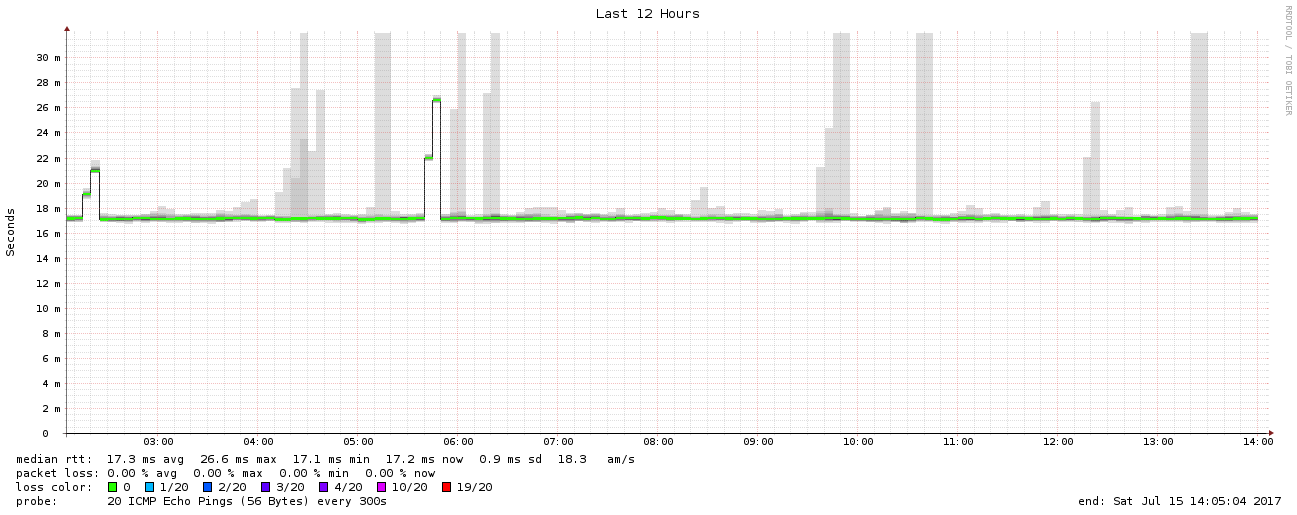 Last 12 Hours
RRDTOOL / TOBI OETIKER
Seconds
30 m
28 m
26 m
24 m
22 m
20 m
18 m
16 m
14 m
12 m
10 m
8 m
6 m
4 m
2 m
0
03:00 04:00 05:00 06:00 07:00 08:00 09:00 10:00 11:00 12:00 13:00 14:00
median rtt: 17.3 ms avg 26.6 ms max 17.1 ms min 17.2 ms now 0.9 ms sd 18.3 am/s
packet loss: 0.00 % avg 0.00 % max 0.00 % min 0.00 % now
loss color: 0 1/20 2/20 3/20 4/20 10/20 19/20
probe: 20 ICMP Echo Pings (56 Bytes) every 300s end: Sat Jul 15 14:05:04 2017